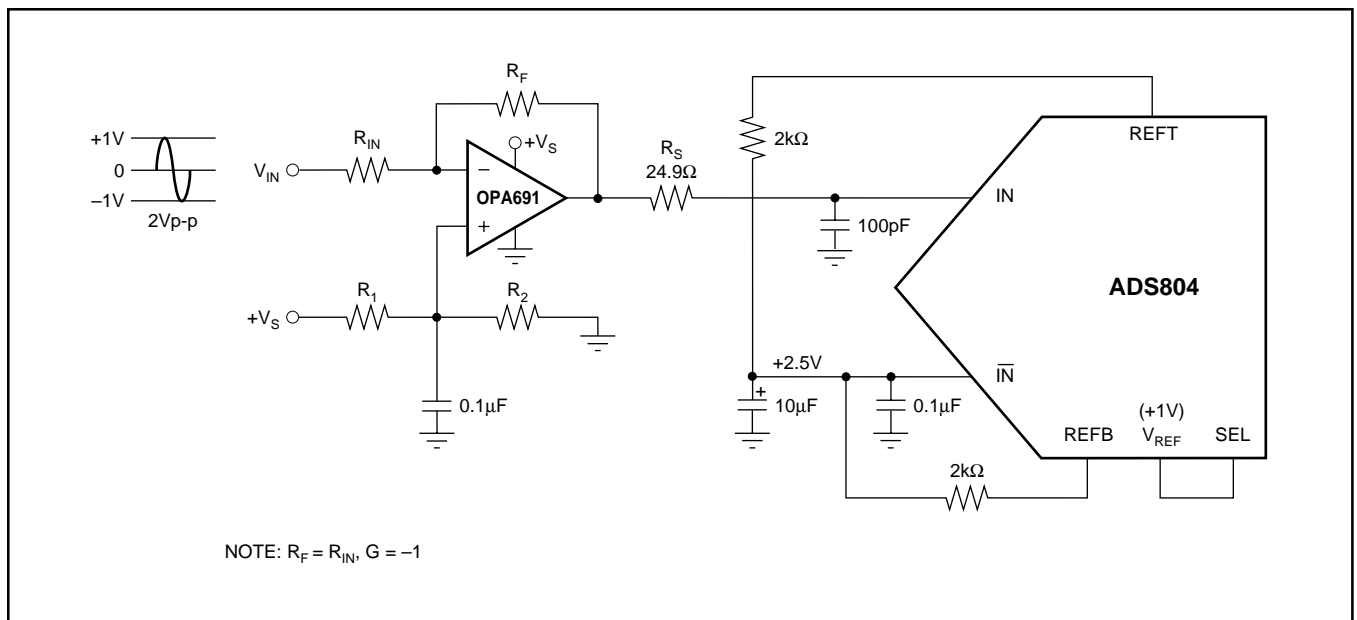 R_F
REFT
+1V
0
–1V
2Vp-p
V_IN
R_IN
+V_S
OPA691
−
+
R_S
24.9Ω
2kΩ
IN
100pF
ADS804
+V_S
R_1
R_2
0.1µF
+2.5V
+
10µF
0.1µF
I̅N̅
REFB
(+1V)
V_REF
SEL
2kΩ
NOTE: R_F = R_IN, G = –1